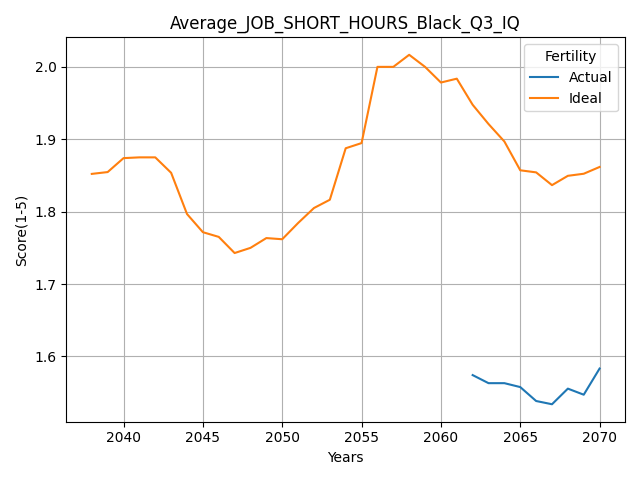 Average_JOB_SHORT_HOURS_Black_Q3_IQ
Fertility
Actual
Ideal
Score(1-5)
2.0
1.9
1.8
1.7
1.6
2040 2045 2050 2055 2060 2065 2070
Years